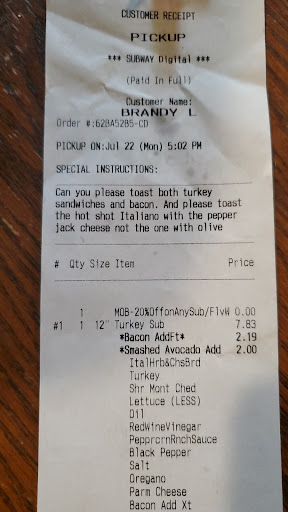 CUSTOMER RECEIPT
PICKUP
*** SUBWAY Digital ***
(Paid In Full)
Customer Name:
BRANDY L
Order #:62BA52B5-CD
PICKUP ON:Jul 22 (Mon) 5:02 PM
SPECIAL INSTRUCTIONS:
Can you please toast both turkey
sandwiches and bacon. And please toast
the hot shot Italiano with the pepper
jack cheese not the one with olive
# Qty Size Item Price
1 MOB-20%OffonAnySub/FlvW 0.00
#1 1 12" Turkey Sub 7.83
*Bacon AddFt* 2.19
*Smashed Avocado Add 2.00
ItalHrb&ChsBrd
Turkey
Shr Mont Ched
Lettuce (LESS)
Oil
RedWineVinegar
PepprcrnRnchSauce
Black Pepper
Salt
Oregano
Parm Cheese
Bacon Add Xt